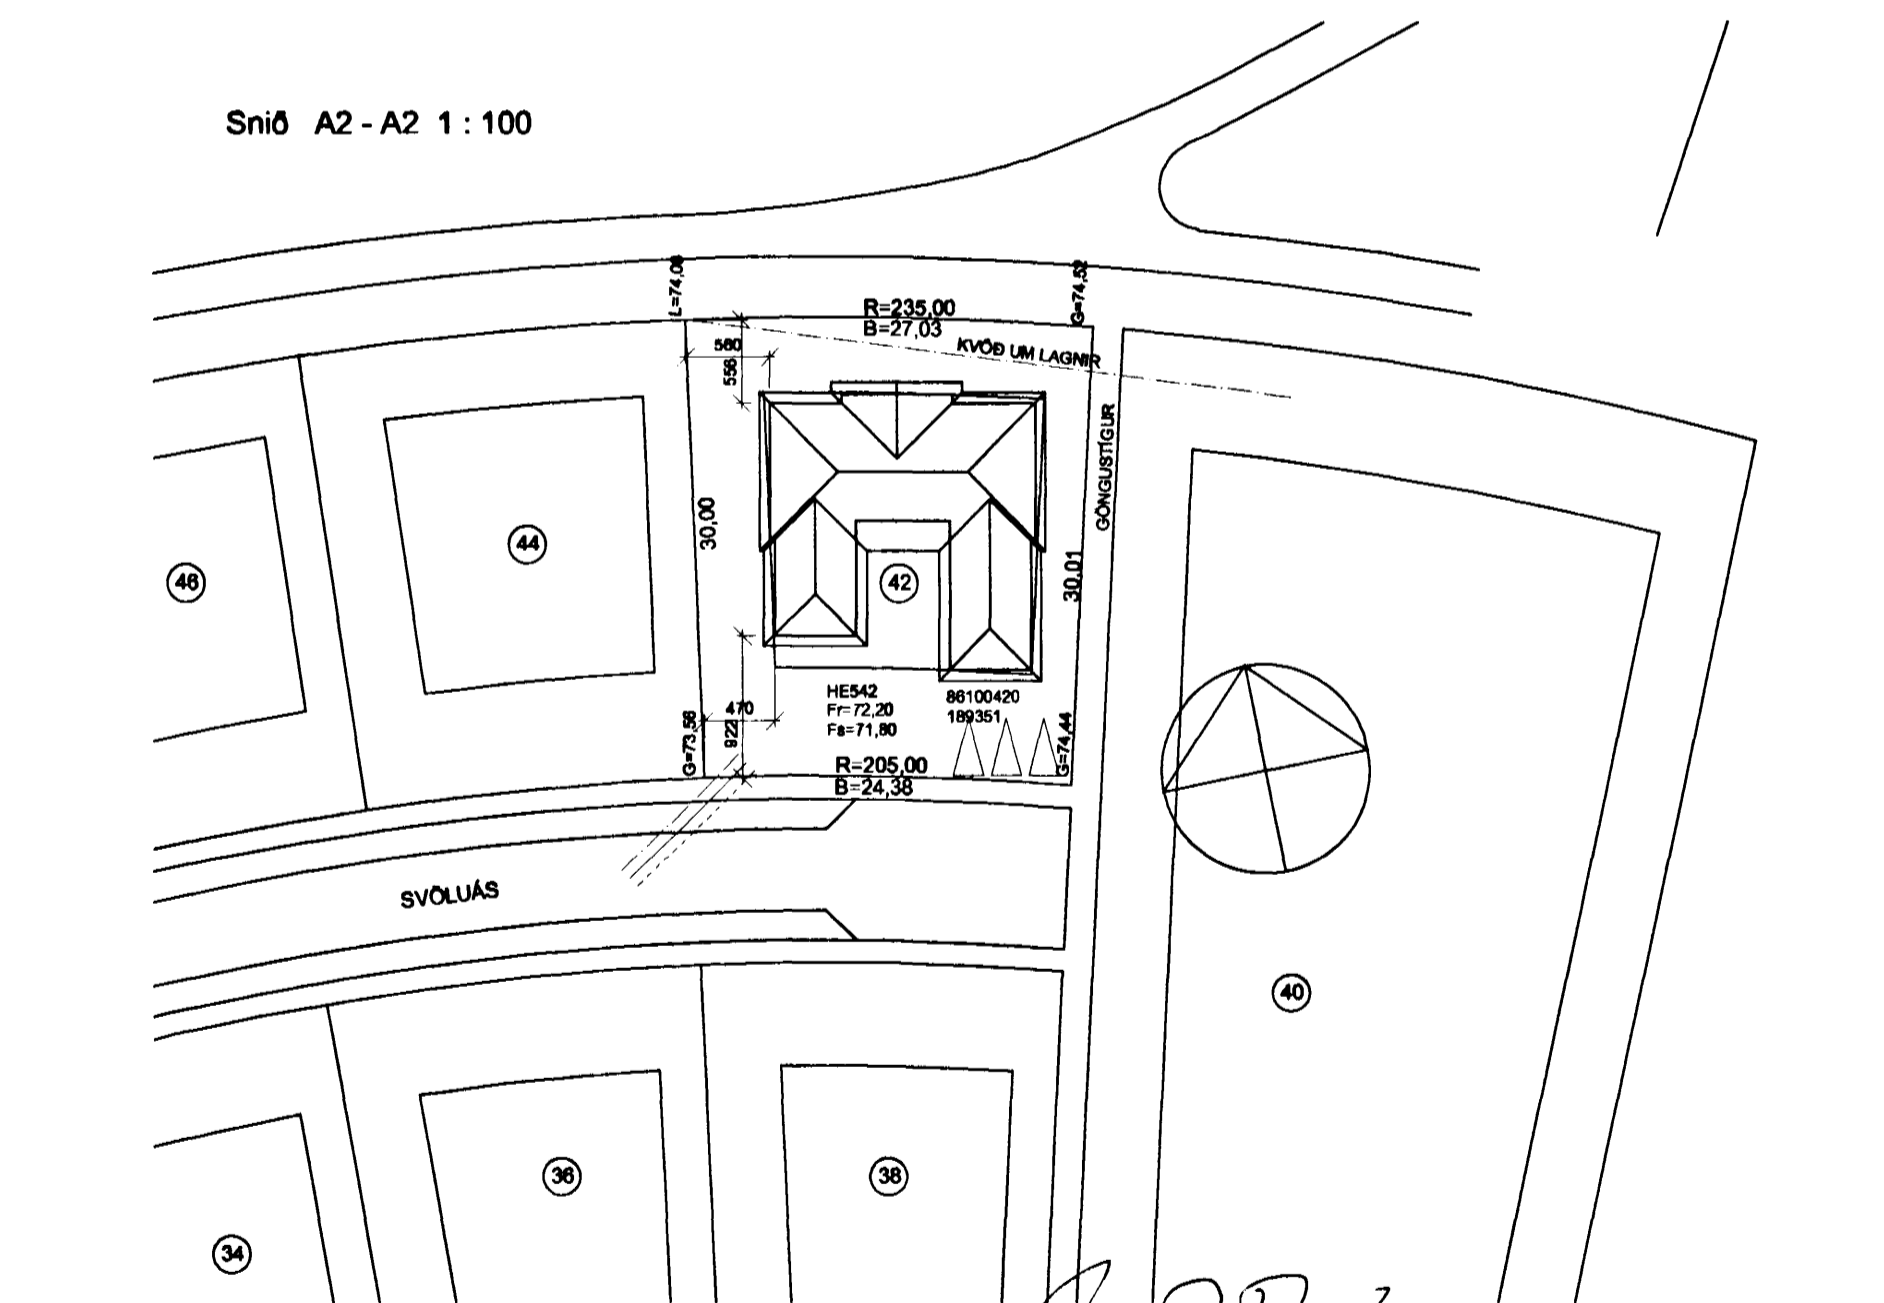 Snið A2 - A2 1 : 100
L=74,08
G=74,52
R=235,00
B=27,03
KVÖÐ UM LAGNIR
560
556
GÖNGUSTÍGUR
30,00
30,01
46
44
42
HE542
Fr=72,20
Fs=71,80
86100420
189351
470
922
G=73,56
G=74,44
R=205,00
B=24,38
SVÖLUÁS
40
36
38
34